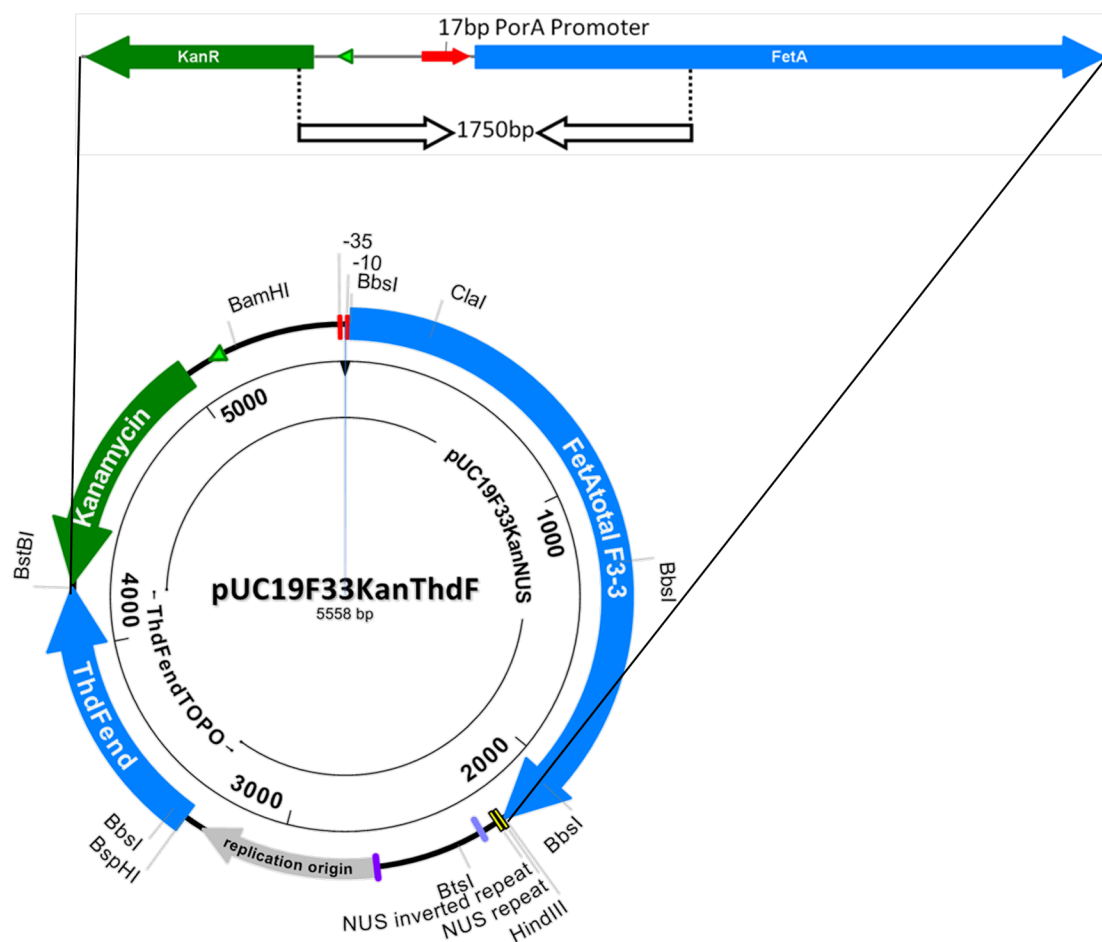 17bp PorA Promoter
KanR
FetA
1750bp
-35
-10
BbsI
ClaI
BamHI
5000
Kanamycin
FetAtotal F3-3
pUC19F33KanNUS
1000
BbsI
BstBI
4000
pUC19F33KanThdF
5558 bp
ThdFendTOPO
ThdFend
2000
3000
BbsI
BspHI
replication origin
BbsI
BtsI
NUS inverted repeat
NUS repeat
HindIII